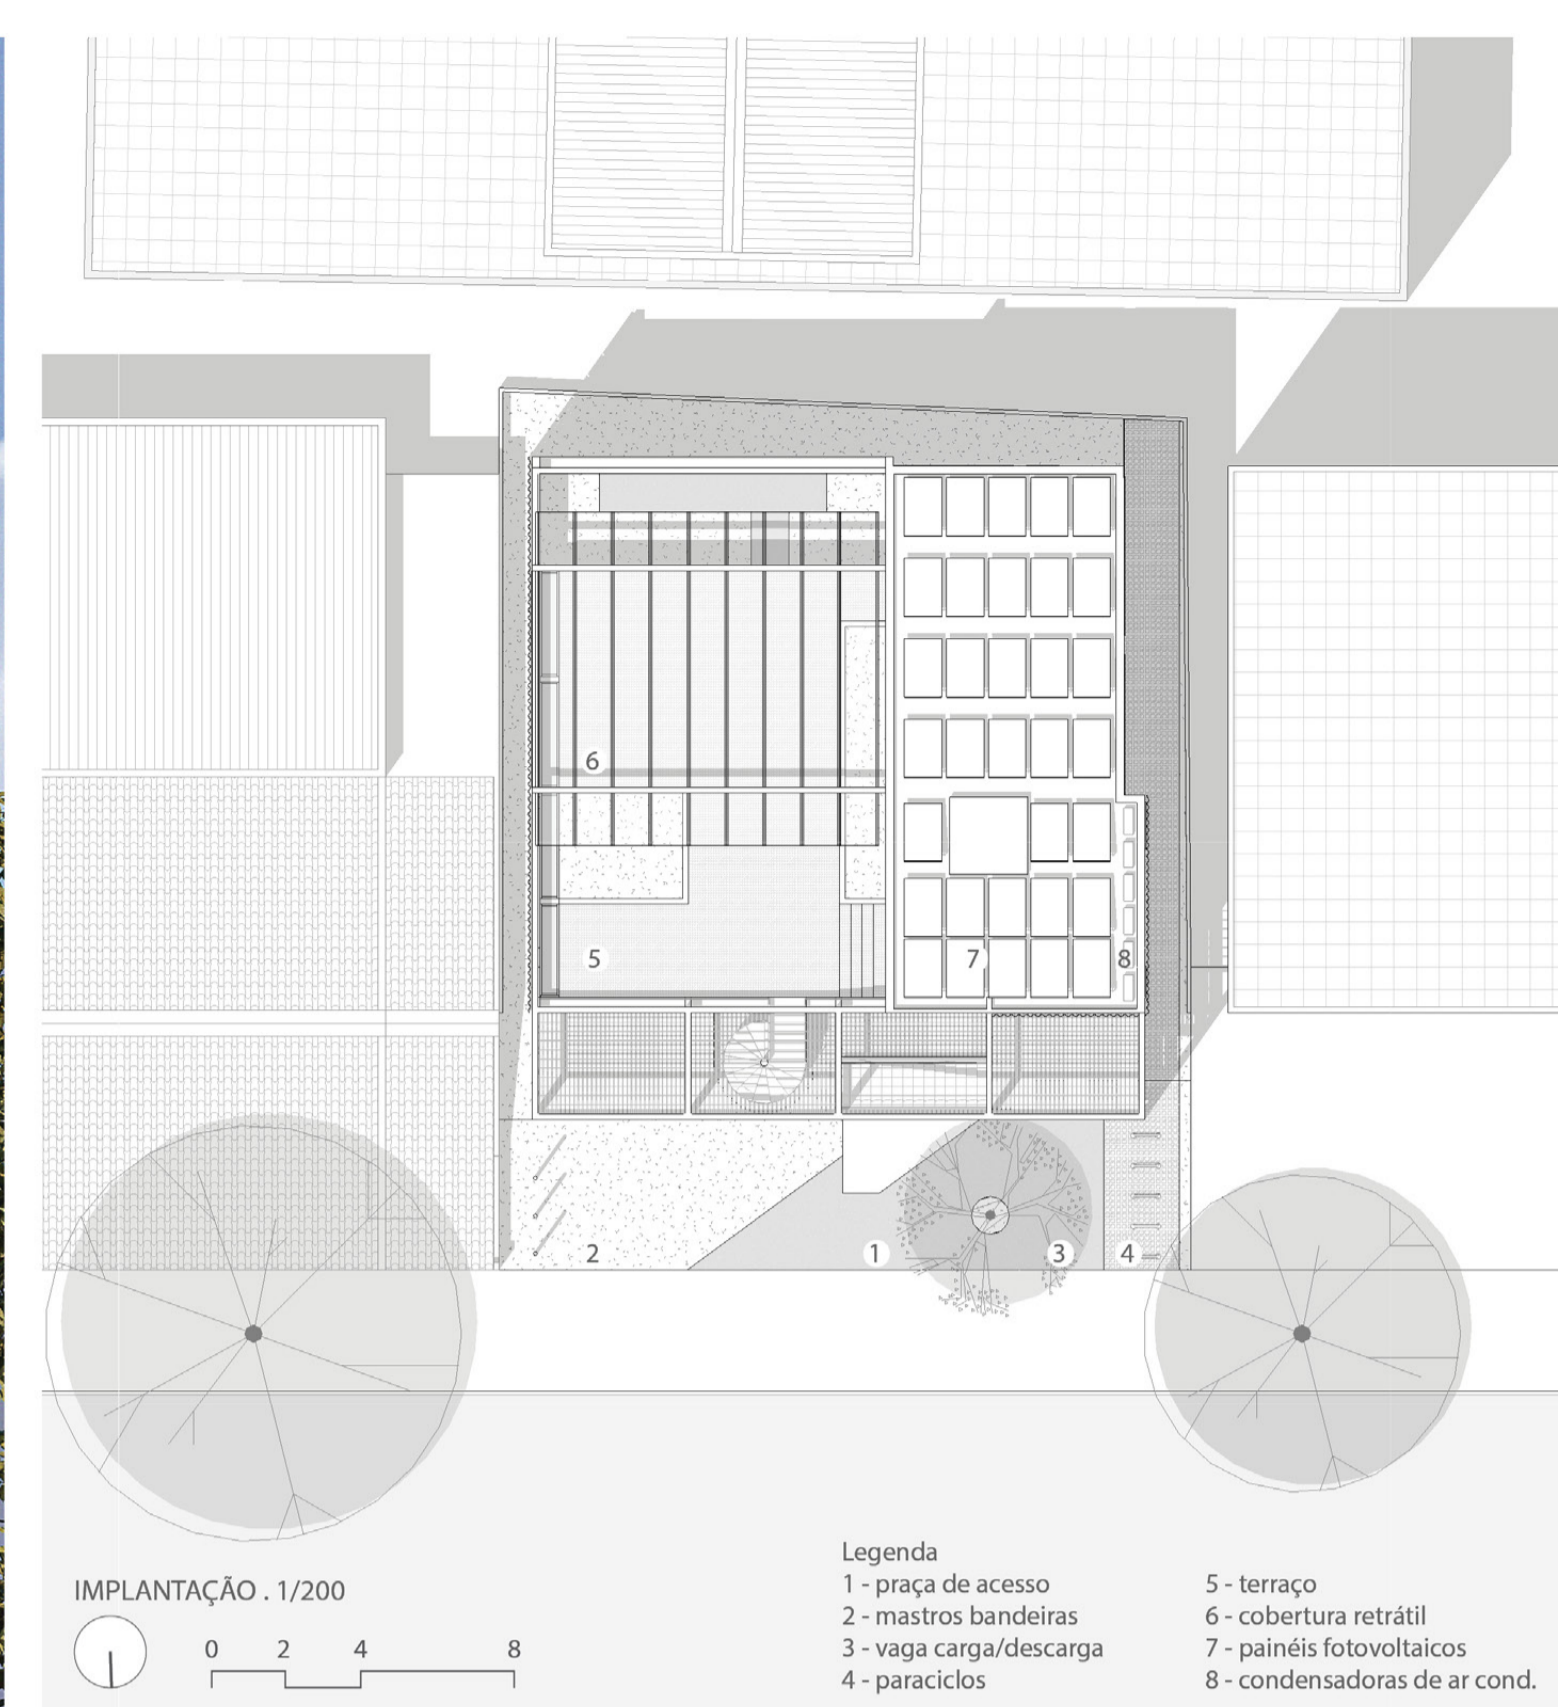 6
5
7
8
2
1
3
4
IMPLANTAÇÃO . 1/200
0 2 4 8
Legenda
1 - praça de acesso
2 - mastros bandeiras
3 - vaga carga/descarga
4 - paraciclos
5 - terraço
6 - cobertura retrátil
7 - painéis fotovoltaicos
8 - condensadoras de ar cond.